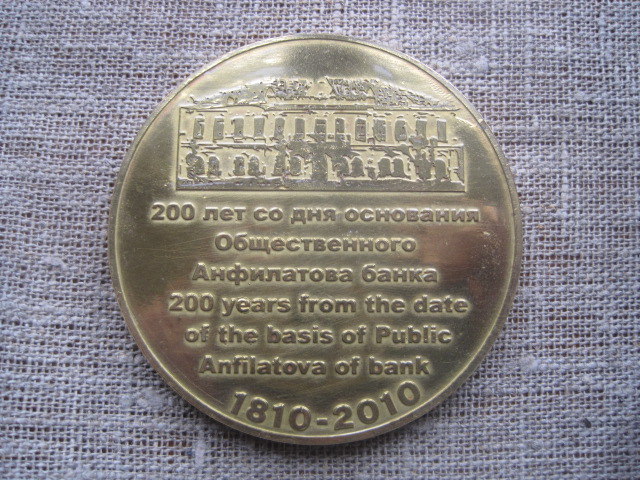 200 лет со дня основания
Общественного
Анфилатова банка
200 years from the date
of the basis of Public
Anfilatova of bank
1810-2010